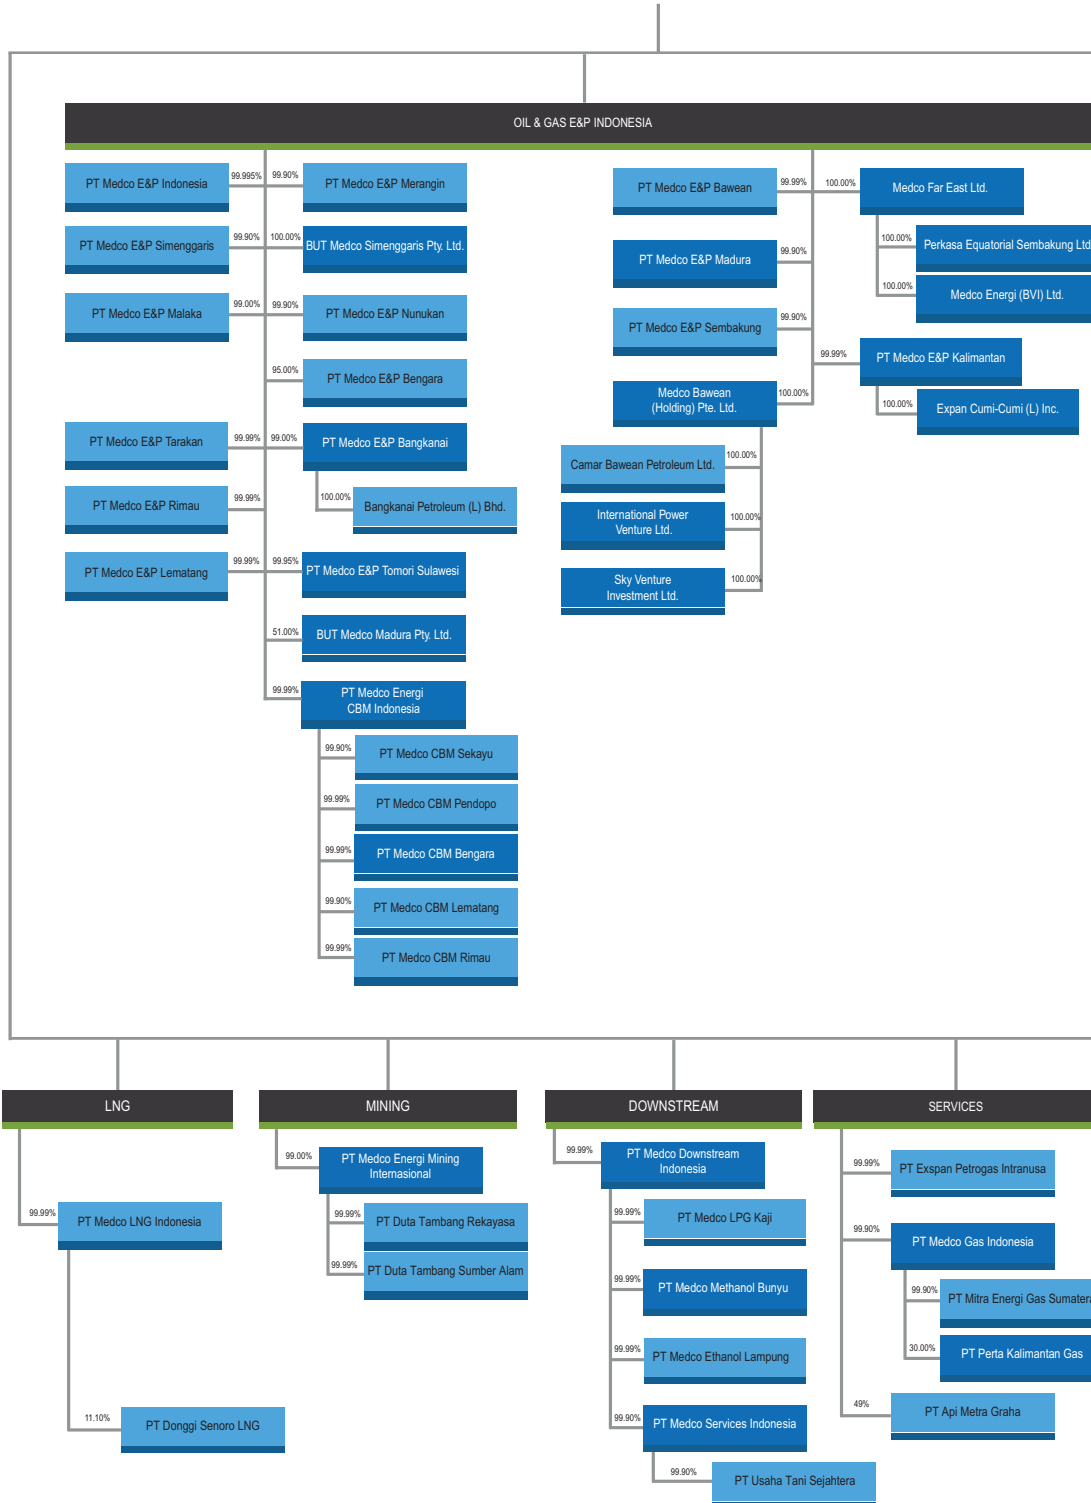 OIL & GAS E&P INDONESIA
PT Medco E&P Indonesia
99.995%
99.90%
PT Medco E&P Merangin
PT Medco E&P Simenggaris
99.90%
100.00%
BUT Medco Simenggaris Pty. Ltd.
PT Medco E&P Malaka
99.00%
99.90%
PT Medco E&P Nunukan
95.00%
PT Medco E&P Bengara
PT Medco E&P Tarakan
99.99%
99.00%
PT Medco E&P Bangkanai
PT Medco E&P Rimau
99.99%
100.00%
Bangkanai Petroleum (L) Bhd.
PT Medco E&P Lematang
99.99%
99.95%
PT Medco E&P Tomori Sulawesi
51.00%
BUT Medco Madura Pty. Ltd.
99.99%
PT Medco Energi
CBM Indonesia
99.90%
PT Medco CBM Sekayu
99.99%
PT Medco CBM Pendopo
99.99%
PT Medco CBM Bengara
99.90%
PT Medco CBM Lematang
99.99%
PT Medco CBM Rimau
PT Medco E&P Bawean
99.99%
100.00%
Medco Far East Ltd.
100.00%
Perkasa Equatorial Sembakung Ltd
PT Medco E&P Madura
99.90%
100.00%
Medco Energi (BVI) Ltd.
PT Medco E&P Sembakung
99.90%
99.99%
PT Medco E&P Kalimantan
Medco Bawean
(Holding) Pte. Ltd.
100.00%
100.00%
Expan Cumi-Cumi (L) Inc.
Camar Bawean Petroleum Ltd.
100.00%
International Power
Venture Ltd.
100.00%
Sky Venture
Investment Ltd.
100.00%
LNG
99.99%
PT Medco LNG Indonesia
11.10%
PT Donggi Senoro LNG
MINING
99.00%
PT Medco Energi Mining
Internasional
99.99%
PT Duta Tambang Rekayasa
99.99%
PT Duta Tambang Sumber Alam
DOWNSTREAM
99.99%
PT Medco Downstream
Indonesia
99.99%
PT Medco LPG Kaji
99.99%
PT Medco Methanol Bunyu
99.99%
PT Medco Ethanol Lampung
99.90%
PT Medco Services Indonesia
99.90%
PT Usaha Tani Sejahtera
SERVICES
99.99%
PT Exspan Petrogas Intranusa
99.90%
PT Medco Gas Indonesia
99.90%
PT Mitra Energi Gas Sumatera
30.00%
PT Perta Kalimantan Gas
49%
PT Api Metra Graha